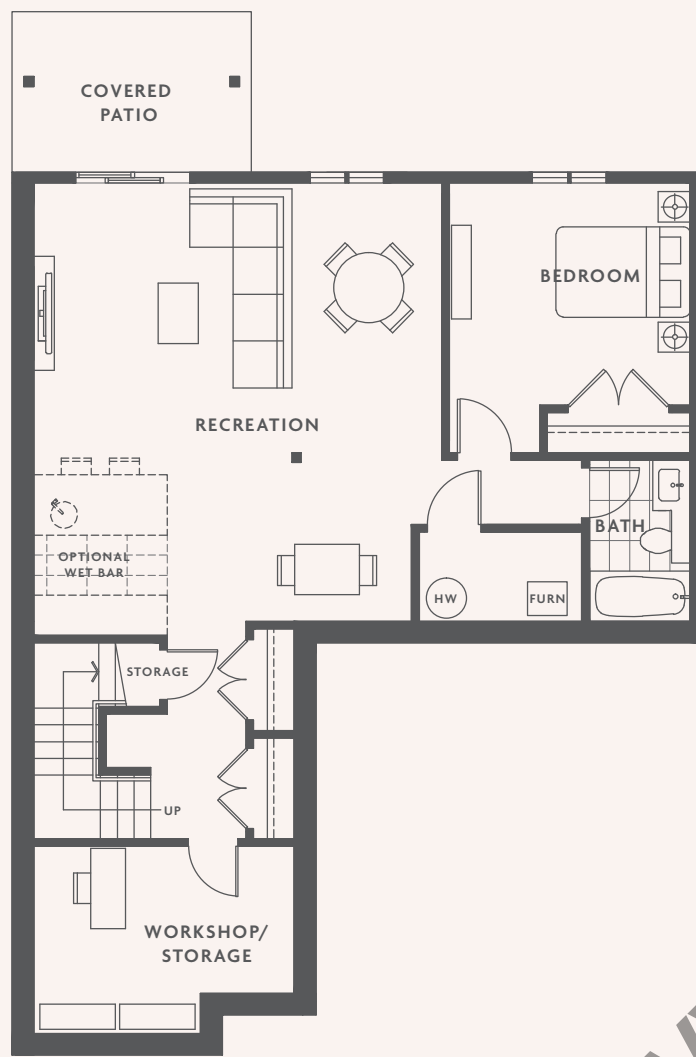 COVERED
PATIO
BEDROOM
RECREATION
BATH
OPTIONAL
WET BAR
HW
FURN
STORAGE
UP
WORKSHOP/
STORAGE